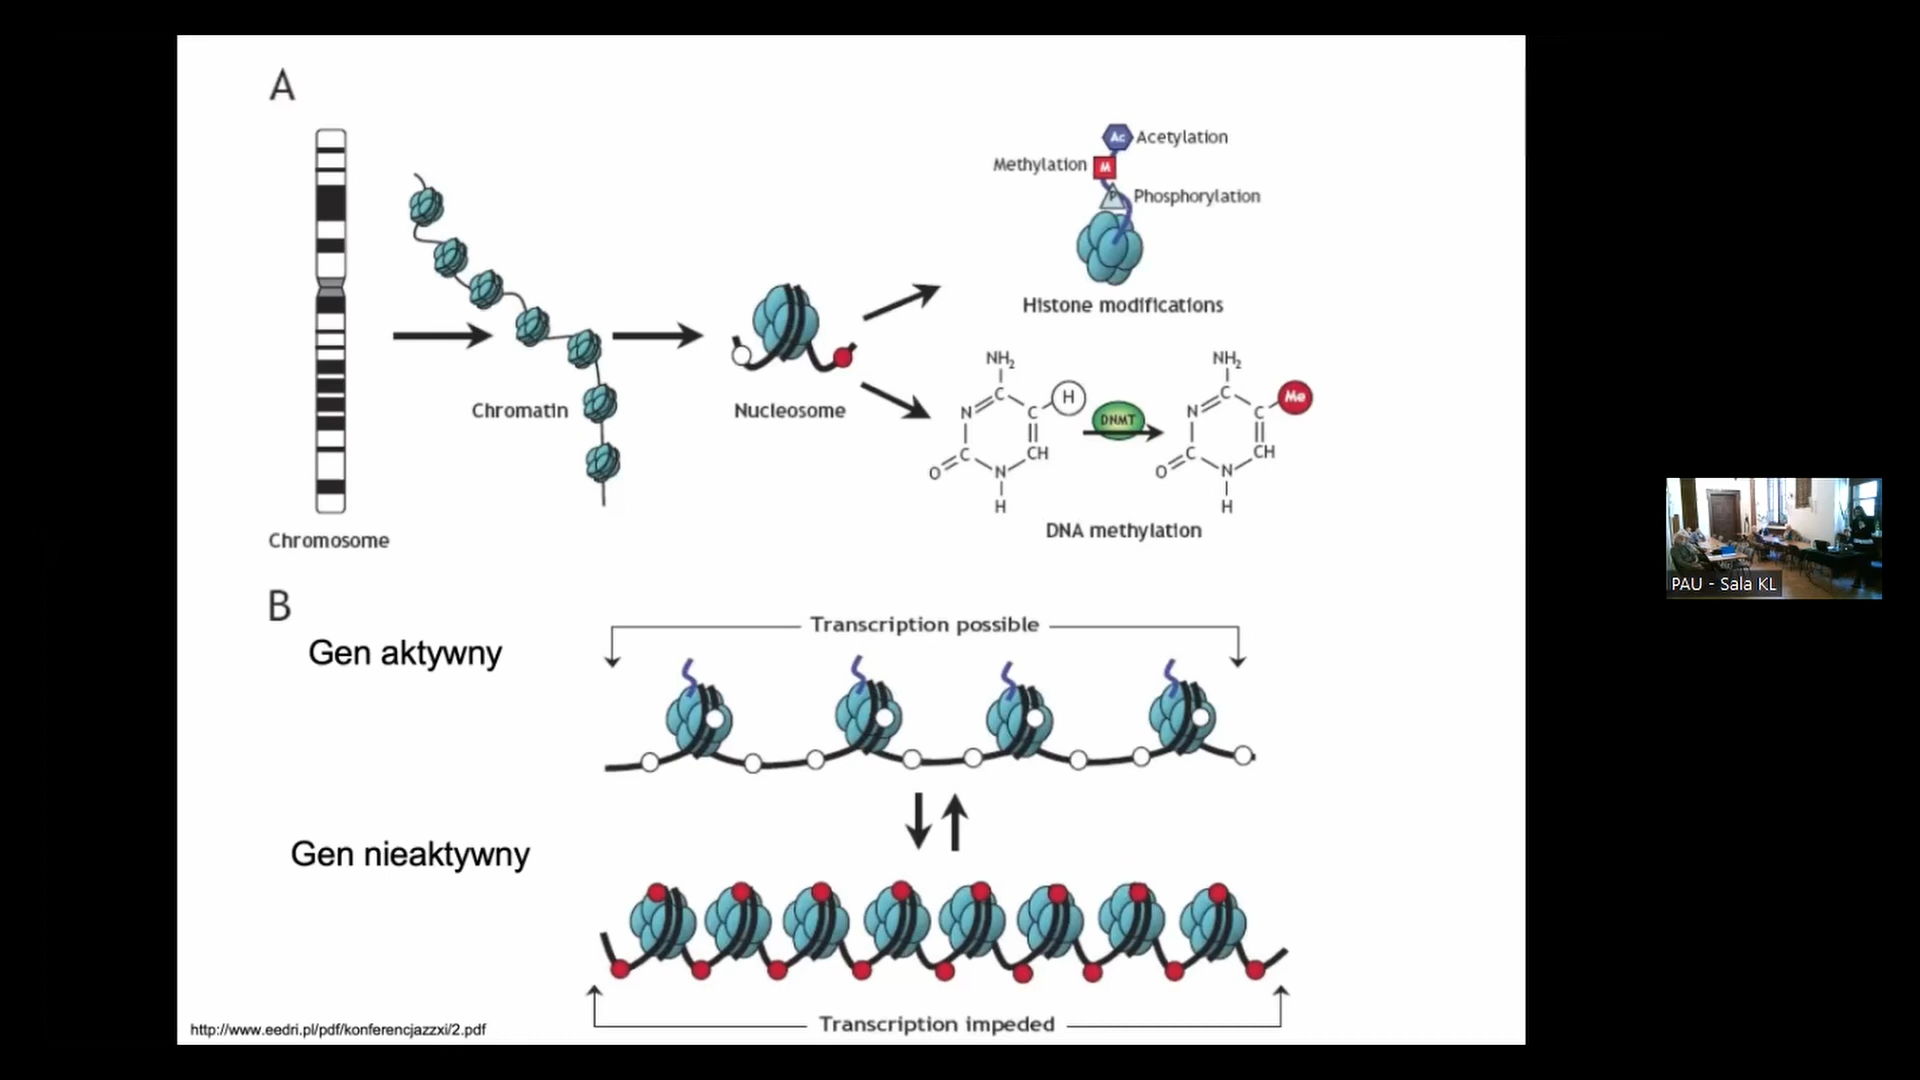 A
Ac Acetylation
Methylation M
P Phosphorylation
Histone modifications
Chromosome
Chromatin
Nucleosome
NH2
N
C
C
H
CH
N
C
O
H
DNMT
NH2
N
C
C
Me
CH
N
C
O
H
DNA methylation
B
Gen aktywny
Transcription possible
Gen nieaktywny
Transcription impeded
http://www.eedri.pl/pdf/konferencjazzxi/2.pdf
PAU - Sala KL